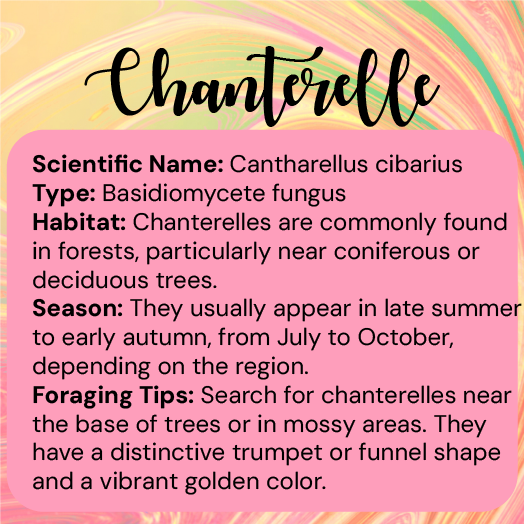 Chanterelle
Scientific Name: Cantharellus cibarius
Type: Basidiomycete fungus
Habitat: Chanterelles are commonly found
in forests, particularly near coniferous or
deciduous trees.
Season: They usually appear in late summer
to early autumn, from July to October,
depending on the region.
Foraging Tips: Search for chanterelles near
the base of trees or in mossy areas. They
have a distinctive trumpet or funnel shape
and a vibrant golden color.